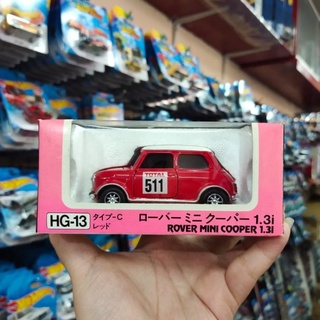 TOTAL
511
HG-13
タイプ-C
レッド
ローバー ミニ クーパー 1.3i
ROVER MINI COOPER 1.3i